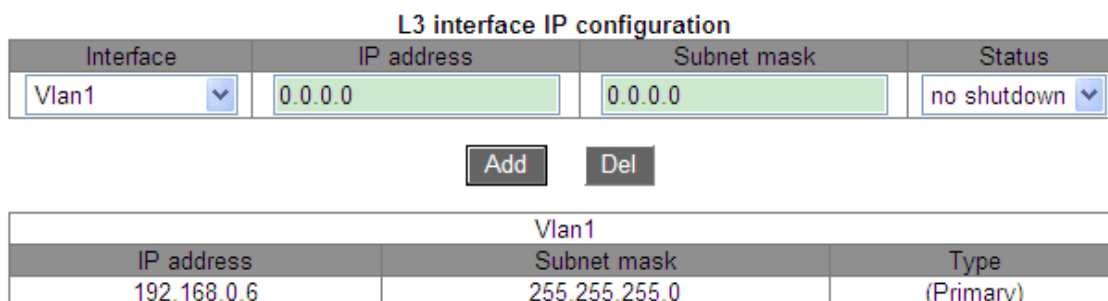 L3 interface IP configuration
Interface IP address Subnet mask Status
Vlan1 0.0.0.0 0.0.0.0 no shutdown
Add Del
Vlan1
IP address Subnet mask Type
192.168.0.6 255.255.255.0 (Primary)